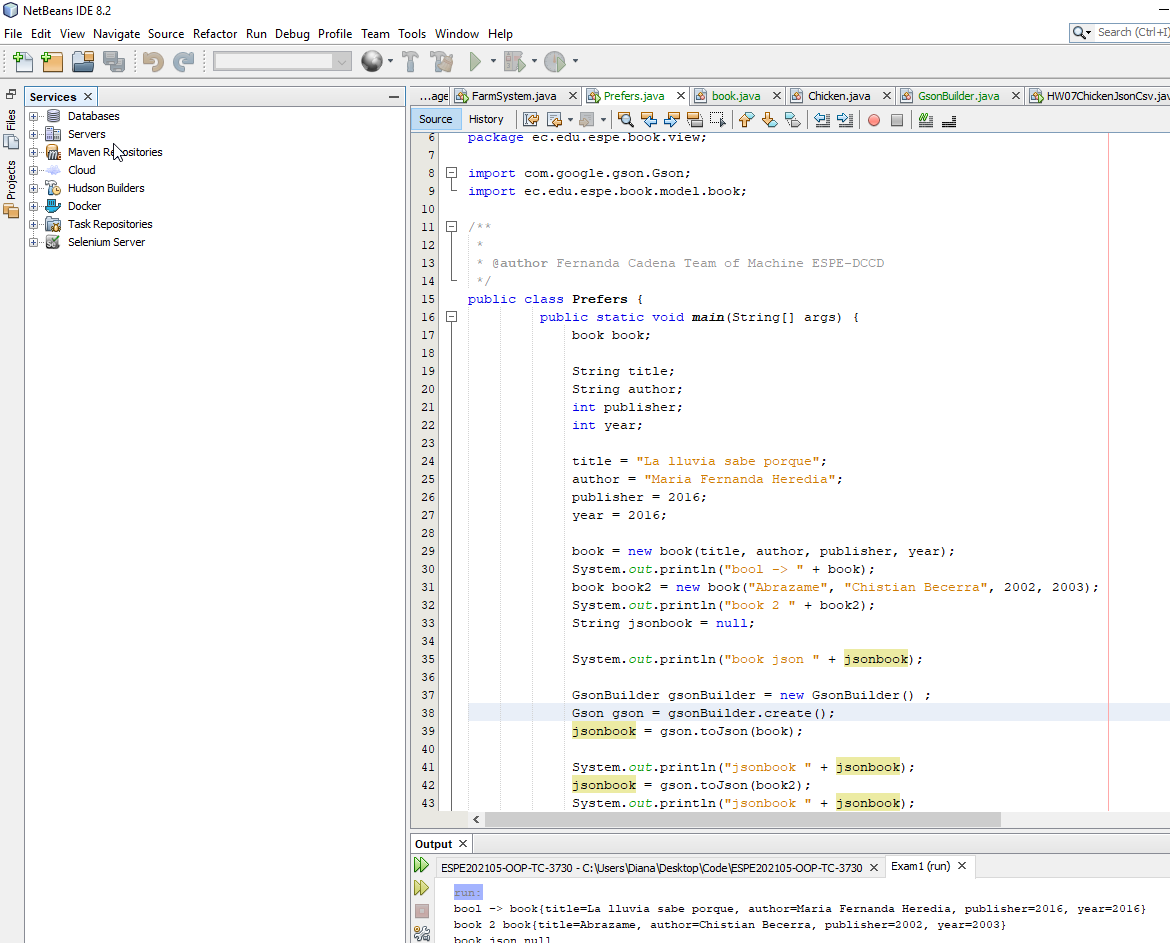 NetBeans IDE 8.2
File Edit View Navigate Source Refactor Run Debug Profile Team Tools Window Help
Search (Ctrl+I)
Files
Projects
Services
Databases
Servers
Maven Repositories
Cloud
Hudson Builders
Docker
Task Repositories
Selenium Server
...age FarmSystem.java Prefers.java book.java Chicken.java GsonBuilder.java HW07ChickenJsonCsv.jav
Source History
6 package ec.edu.espe.book.view;
7
8 import com.google.gson.Gson;
9 import ec.edu.espe.book.model.book;
10
11 /**
12 *
13 * @author Fernanda Cadena Team of Machine ESPE-DCCD
14 */
15 public class Prefers {
16 public static void main(String[] args) {
17 book book;
18
19 String title;
20 String author;
21 int publisher;
22 int year;
23
24 title = "La lluvia sabe porque";
25 author = "Maria Fernanda Heredia";
26 publisher = 2016;
27 year = 2016;
28
29 book = new book(title, author, publisher, year);
30 System.out.println("bool -> " + book);
31 book book2 = new book("Abrazame", "Chistian Becerra", 2002, 2003);
32 System.out.println("book 2 " + book2);
33 String jsonbook = null;
34
35 System.out.println("book json " + jsonbook);
36
37 GsonBuilder gsonBuilder = new GsonBuilder() ;
38 Gson gson = gsonBuilder.create();
39 jsonbook = gson.toJson(book);
40
41 System.out.println("jsonbook " + jsonbook);
42 jsonbook = gson.toJson(book2);
43 System.out.println("jsonbook " + jsonbook);
Output
ESPE202105-OOP-TC-3730 - C:\Users\Diana\Desktop\Code\ESPE202105-OOP-TC-3730 Exam1 (run)
run:
bool -> book{title=La lluvia sabe porque, author=Maria Fernanda Heredia, publisher=2016, year=2016}
book 2 book{title=Abrazame, author=Chistian Becerra, publisher=2002, year=2003}
book json null